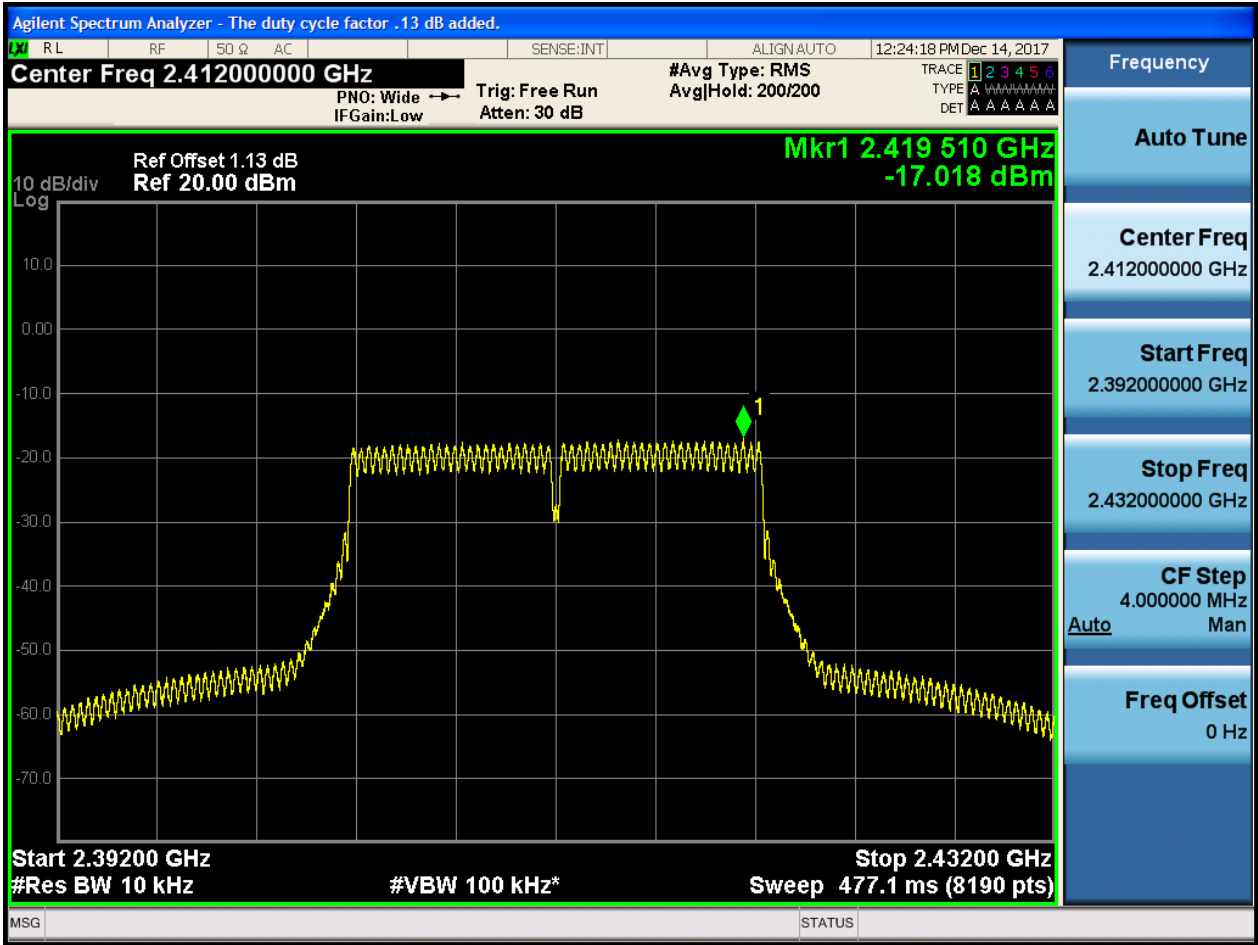 Agilent Spectrum Analyzer - The duty cycle factor .13 dB added.
LXI RL RF 50 Ω AC SENSE:INT ALIGN AUTO 12:24:18 PM Dec 14, 2017
Center Freq 2.412000000 GHz
PNO: Wide
IFGain:Low
Trig: Free Run
Atten: 30 dB
#Avg Type: RMS
Avg|Hold: 200/200
TRACE 1 2 3 4 5 6
TYPE A WWWWW
DET A A A A A A
Ref Offset 1.13 dB
Ref 20.00 dBm
10 dB/div
Log
Mkr1 2.419 510 GHz
-17.018 dBm
10.0
0.00
-10.0
-20.0
-30.0
-40.0
-50.0
-60.0
-70.0
1
Start 2.39200 GHz
Stop 2.43200 GHz
#Res BW 10 kHz
#VBW 100 kHz*
Sweep 477.1 ms (8190 pts)
MSG
STATUS
Frequency
Auto Tune
Center Freq
2.412000000 GHz
Start Freq
2.392000000 GHz
Stop Freq
2.432000000 GHz
CF Step
4.000000 MHz
Auto Man
Freq Offset
0 Hz